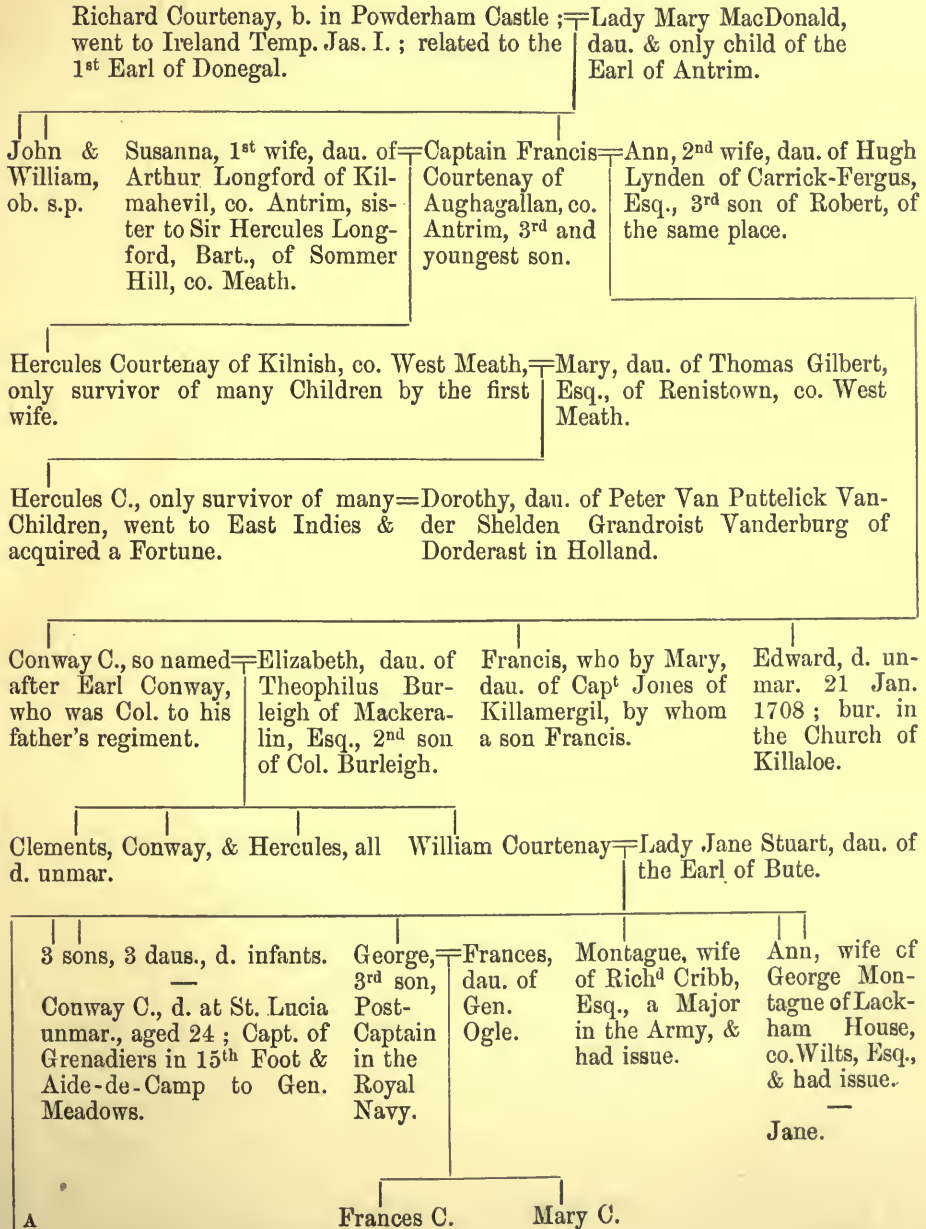 Richard Courtenay, b. in Powderham Castle ;
went to Ireland Temp. Jas. I. ; related to the
1st Earl of Donegal.
Lady Mary MacDonald,
dau. & only child of the
Earl of Antrim.
John &
William,
ob. s.p.
Susanna, 1st wife, dau. of
Arthur Longford of Kil-
mahevil, co. Antrim, sis-
ter to Sir Hercules Long-
ford, Bart., of Sommer
Hill, co. Meath.
Captain Francis
Courtenay of
Aughagallan, co.
Antrim, 3rd and
youngest son.
Ann, 2nd wife, dau. of Hugh
Lynden of Carrick-Fergus,
Esq., 3rd son of Robert, of
the same place.
Hercules Courtenay of Kilnish, co. West Meath,
only survivor of many Children by the first
wife.
Mary, dau. of Thomas Gilbert,
Esq., of Renistown, co. West
Meath.
Hercules C., only survivor of many
Children, went to East Indies &
acquired a Fortune.
Dorothy, dau. of Peter Van Puttelick Van-
der Shelden Grandroist Vanderburg of
Dorderast in Holland.
Conway C., so named
after Earl Conway,
who was Col. to his
father's regiment.
Elizabeth, dau. of
Theophilus Bur-
leigh of Mackera-
lin, Esq., 2nd son
of Col. Burleigh.
Francis, who by Mary,
dau. of Capt Jones of
Killamergil, by whom
a son Francis.
Edward, d. un-
mar. 21 Jan.
1708 ; bur. in
the Church of
Killaloe.
Clements, Conway, & Hercules, all
d. unmar.
William Courtenay
Lady Jane Stuart, dau. of
the Earl of Bute.
3 sons, 3 daus., d. infants.
—
Conway C., d. at St. Lucia
unmar., aged 24 ; Capt. of
Grenadiers in 15th Foot &
Aide-de-Camp to Gen.
Meadows.
George,
3rd son,
Post-
Captain
in the
Royal
Navy.
Frances,
dau. of
Gen.
Ogle.
Montague, wife
of Richd Cribb,
Esq., a Major
in the Army, &
had issue.
Ann, wife of
George Mon-
tague of Lack-
ham House,
co. Wilts, Esq.,
& had issue.
—
Jane.
A
Frances C.
Mary C.